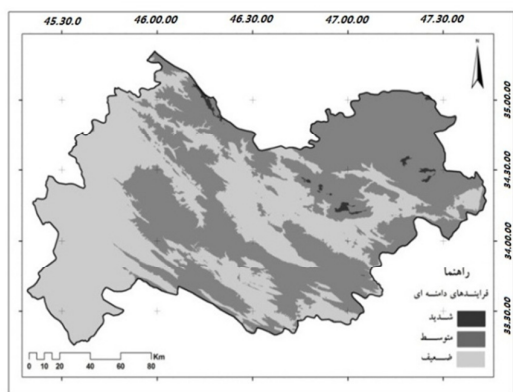 45.30.0 46.00.00 46.30.00 47.00.00 47.30.00
N
35.00.00
34.30.00
34.00.00
33.30.00
راهنما
فرایندهای دامنه ای
شدید
متوسط
ضعیف
0 5 10 20 40 60 80 Km